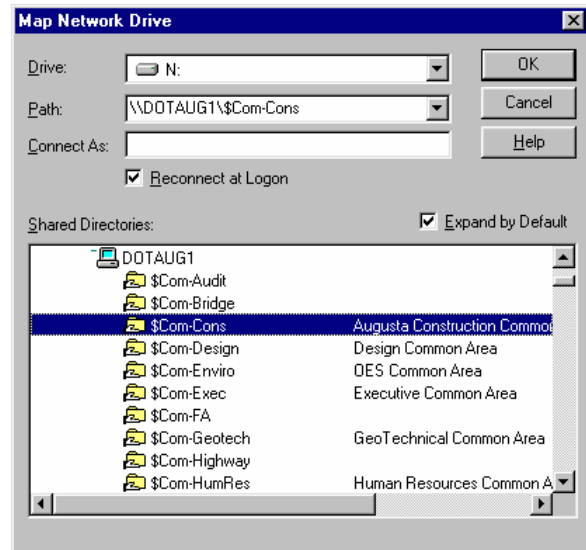 Map Network Drive
Drive: N: OK
Path: \\DOTAUG1\$Com-Cons Cancel
Connect As: Help
Reconnect at Logon
Shared Directories: Expand by Default
DOTAUG1
$Com-Audit
$Com-Bridge
$Com-Cons Augusta Construction Commo
$Com-Design Design Common Area
$Com-Enviro OES Common Area
$Com-Exec Executive Common Area
$Com-FA
$Com-Geotech GeoTechnical Common Area
$Com-Highway
$Com-HumRes Human Resources Common A